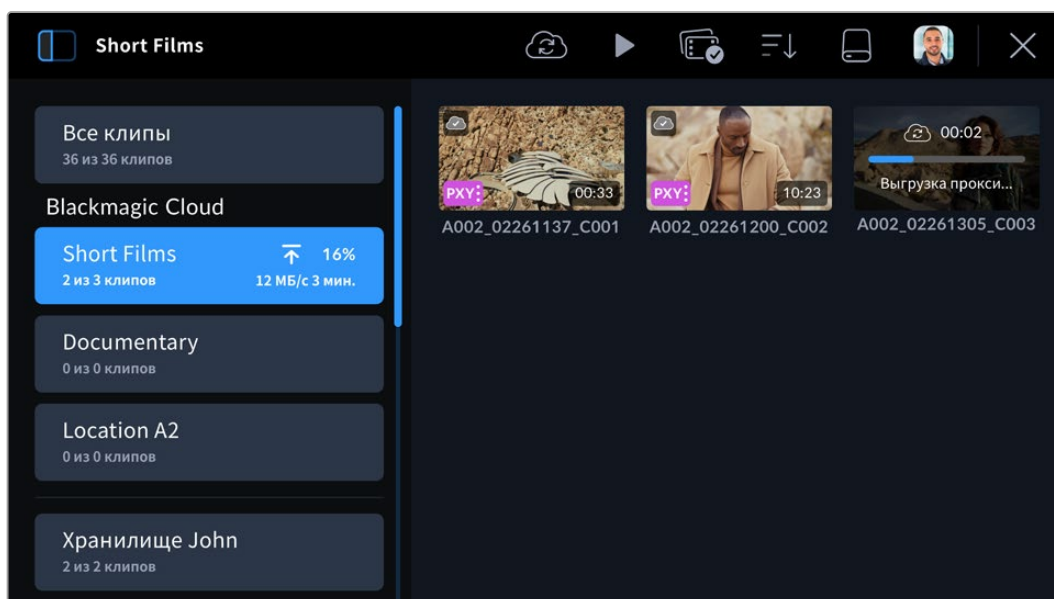 Short Films
Все клипы
36 из 36 клипов
Blackmagic Cloud
Short Films 16%
2 из 3 клипов 12 МБ/с 3 мин.
Documentary
0 из 0 клипов
Location A2
0 из 0 клипов
Хранилище John
2 из 2 клипов
PXY 00:33
A002_02261137_C001
PXY 10:23
A002_02261200_C002
00:02
Выгрузка прокси...
A002_02261305_C003